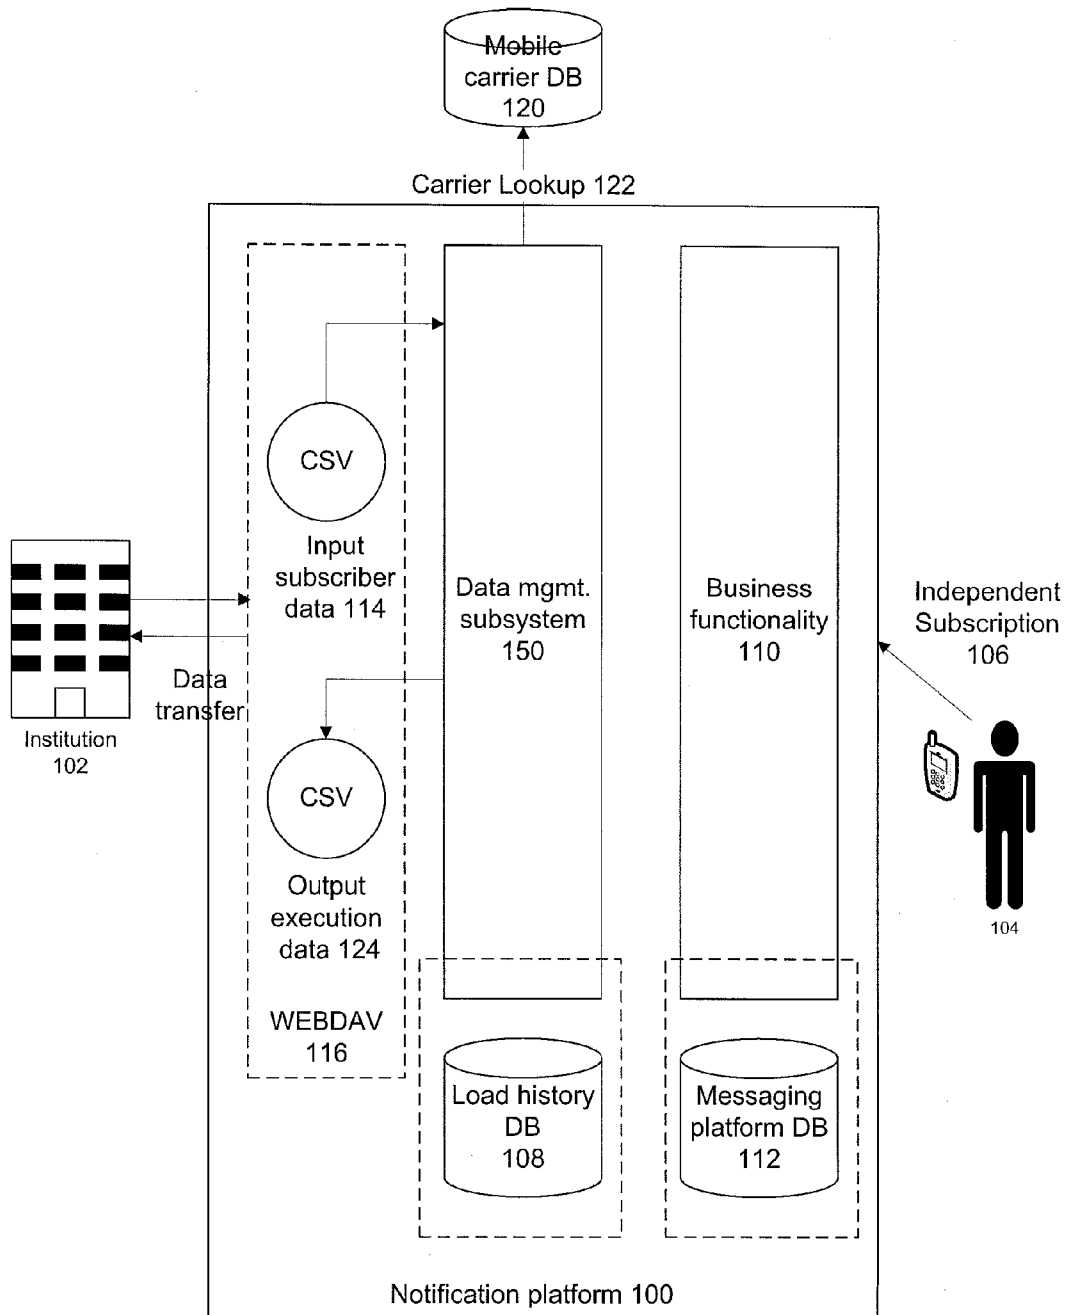 Mobile
carrier DB
120
Carrier Lookup 122
CSV
Input
subscriber
data 114
Data mgmt.
subsystem
150
Business
functionality
110
Independent
Subscription
106
Data
transfer
Institution
102
CSV
Output
execution
data 124
104
WEBDAV
116
Load history
DB
108
Messaging
platform DB
112
Notification platform 100